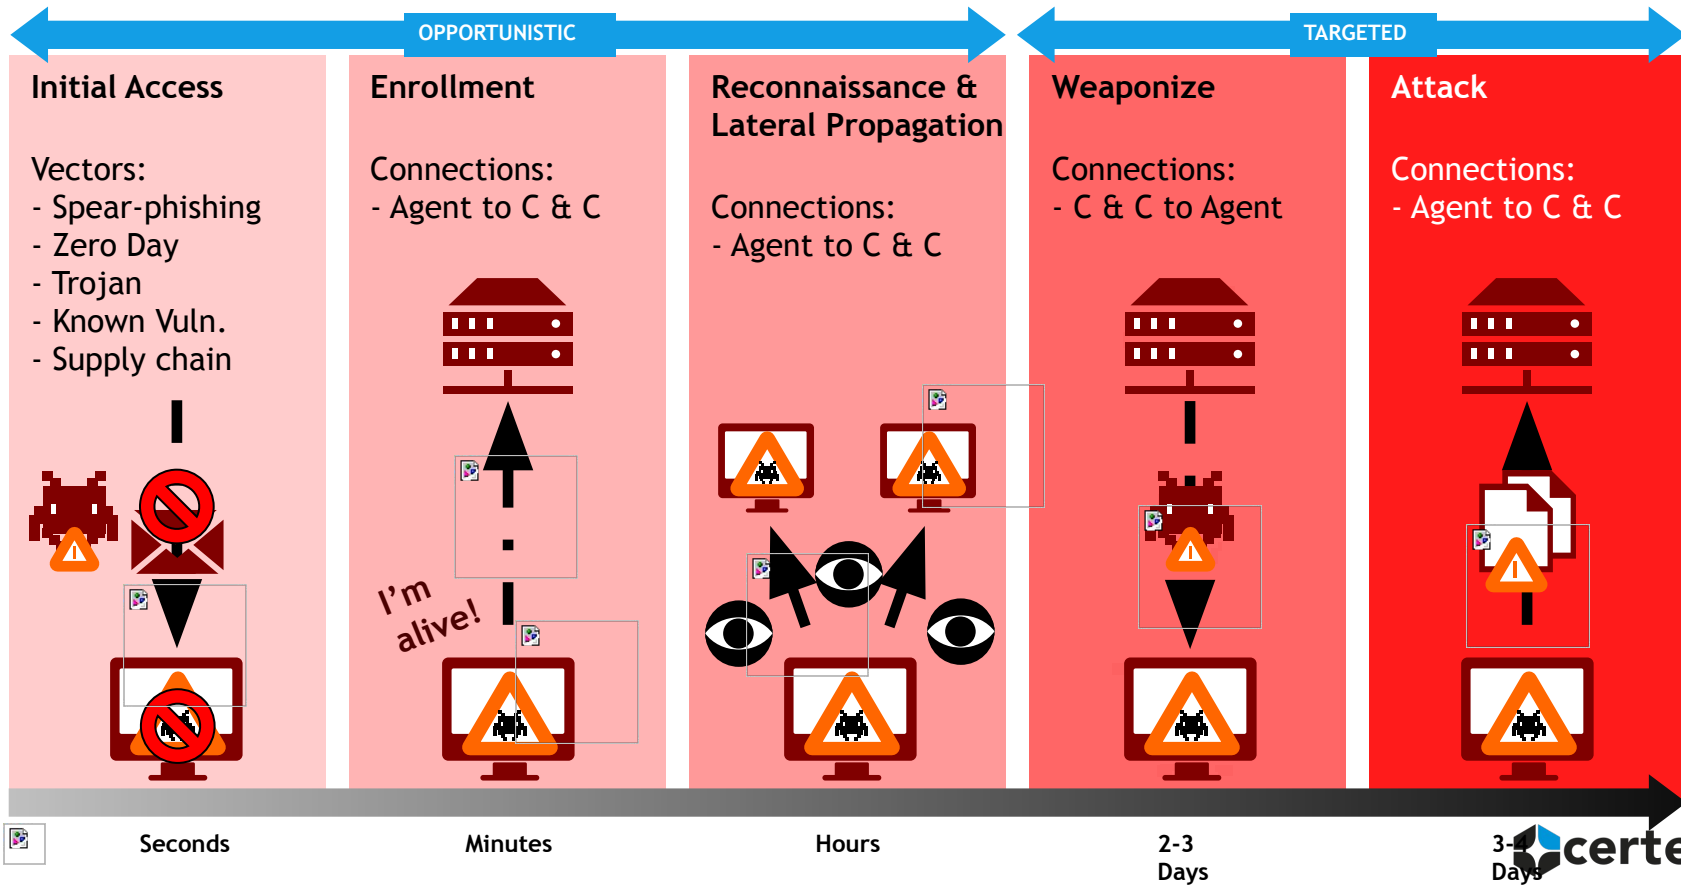 OPPORTUNISTIC
TARGETED
Initial Access
Vectors:
- Spear-phishing
- Zero Day
- Trojan
- Known Vuln.
- Supply chain
Enrollment
Connections:
- Agent to C & C
I'm
alive!
Reconnaissance &
Lateral Propagation
Connections:
- Agent to C & C
Weaponize
Connections:
- C & C to Agent
Attack
Connections:
- Agent to C & C
Seconds
Minutes
Hours
2-3
Days
3-4
Days
certe